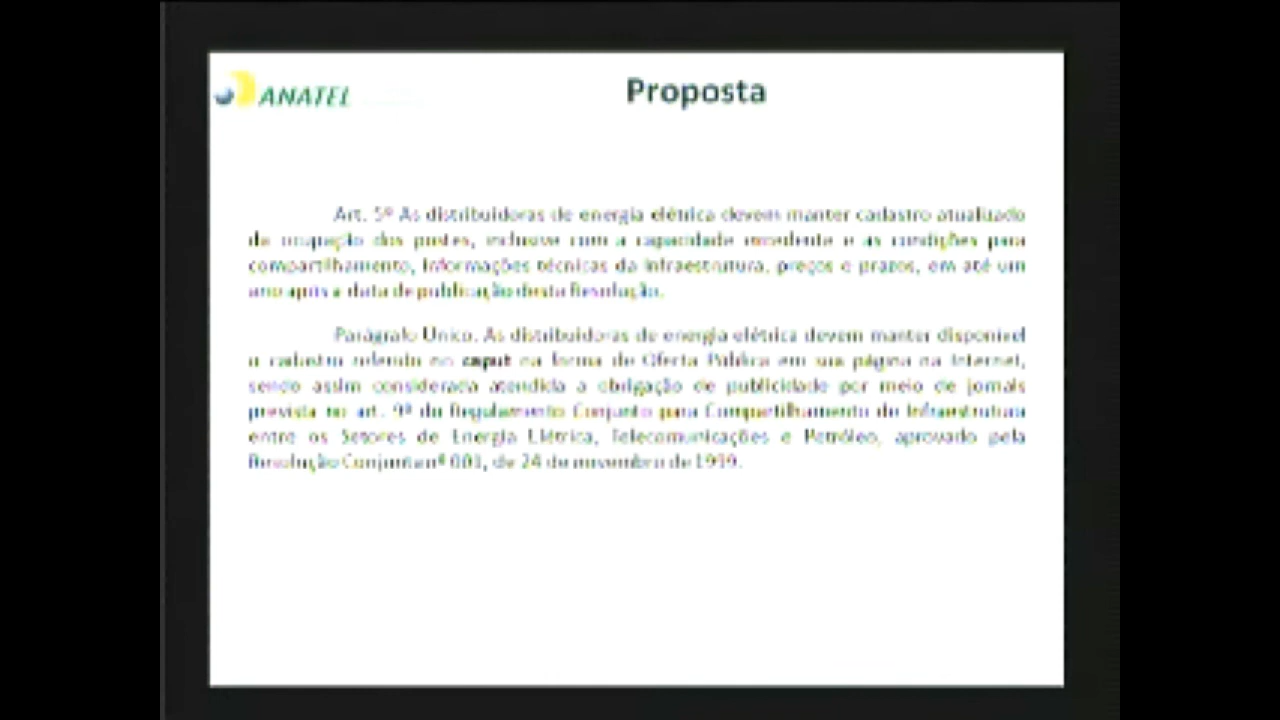 ANATEL
Proposta
Art. 5º As distribuidoras de energia elétrica devem manter cadastro atualizado
da ocupação dos postes, inclusive com a capacidade excedente e as condições para
compartilhamento, informações técnicas da infraestrutura, preços e prazos, em até um
ano após a data de publicação desta Resolução.
Parágrafo Único. As distribuidoras de energia elétrica devem manter disponível
o cadastro referido no caput na forma de Oferta Pública em sua página na Internet,
sendo assim considerada atendida a obrigação de publicidade por meio de jornais
prevista no art. 9º do Regulamento Conjunto para Compartilhamento de Infraestrutura
entre os Setores de Energia Elétrica, Telecomunicações e Petróleo, aprovado pela
Resolução Conjunta nº 001, de 24 de novembro de 1999.